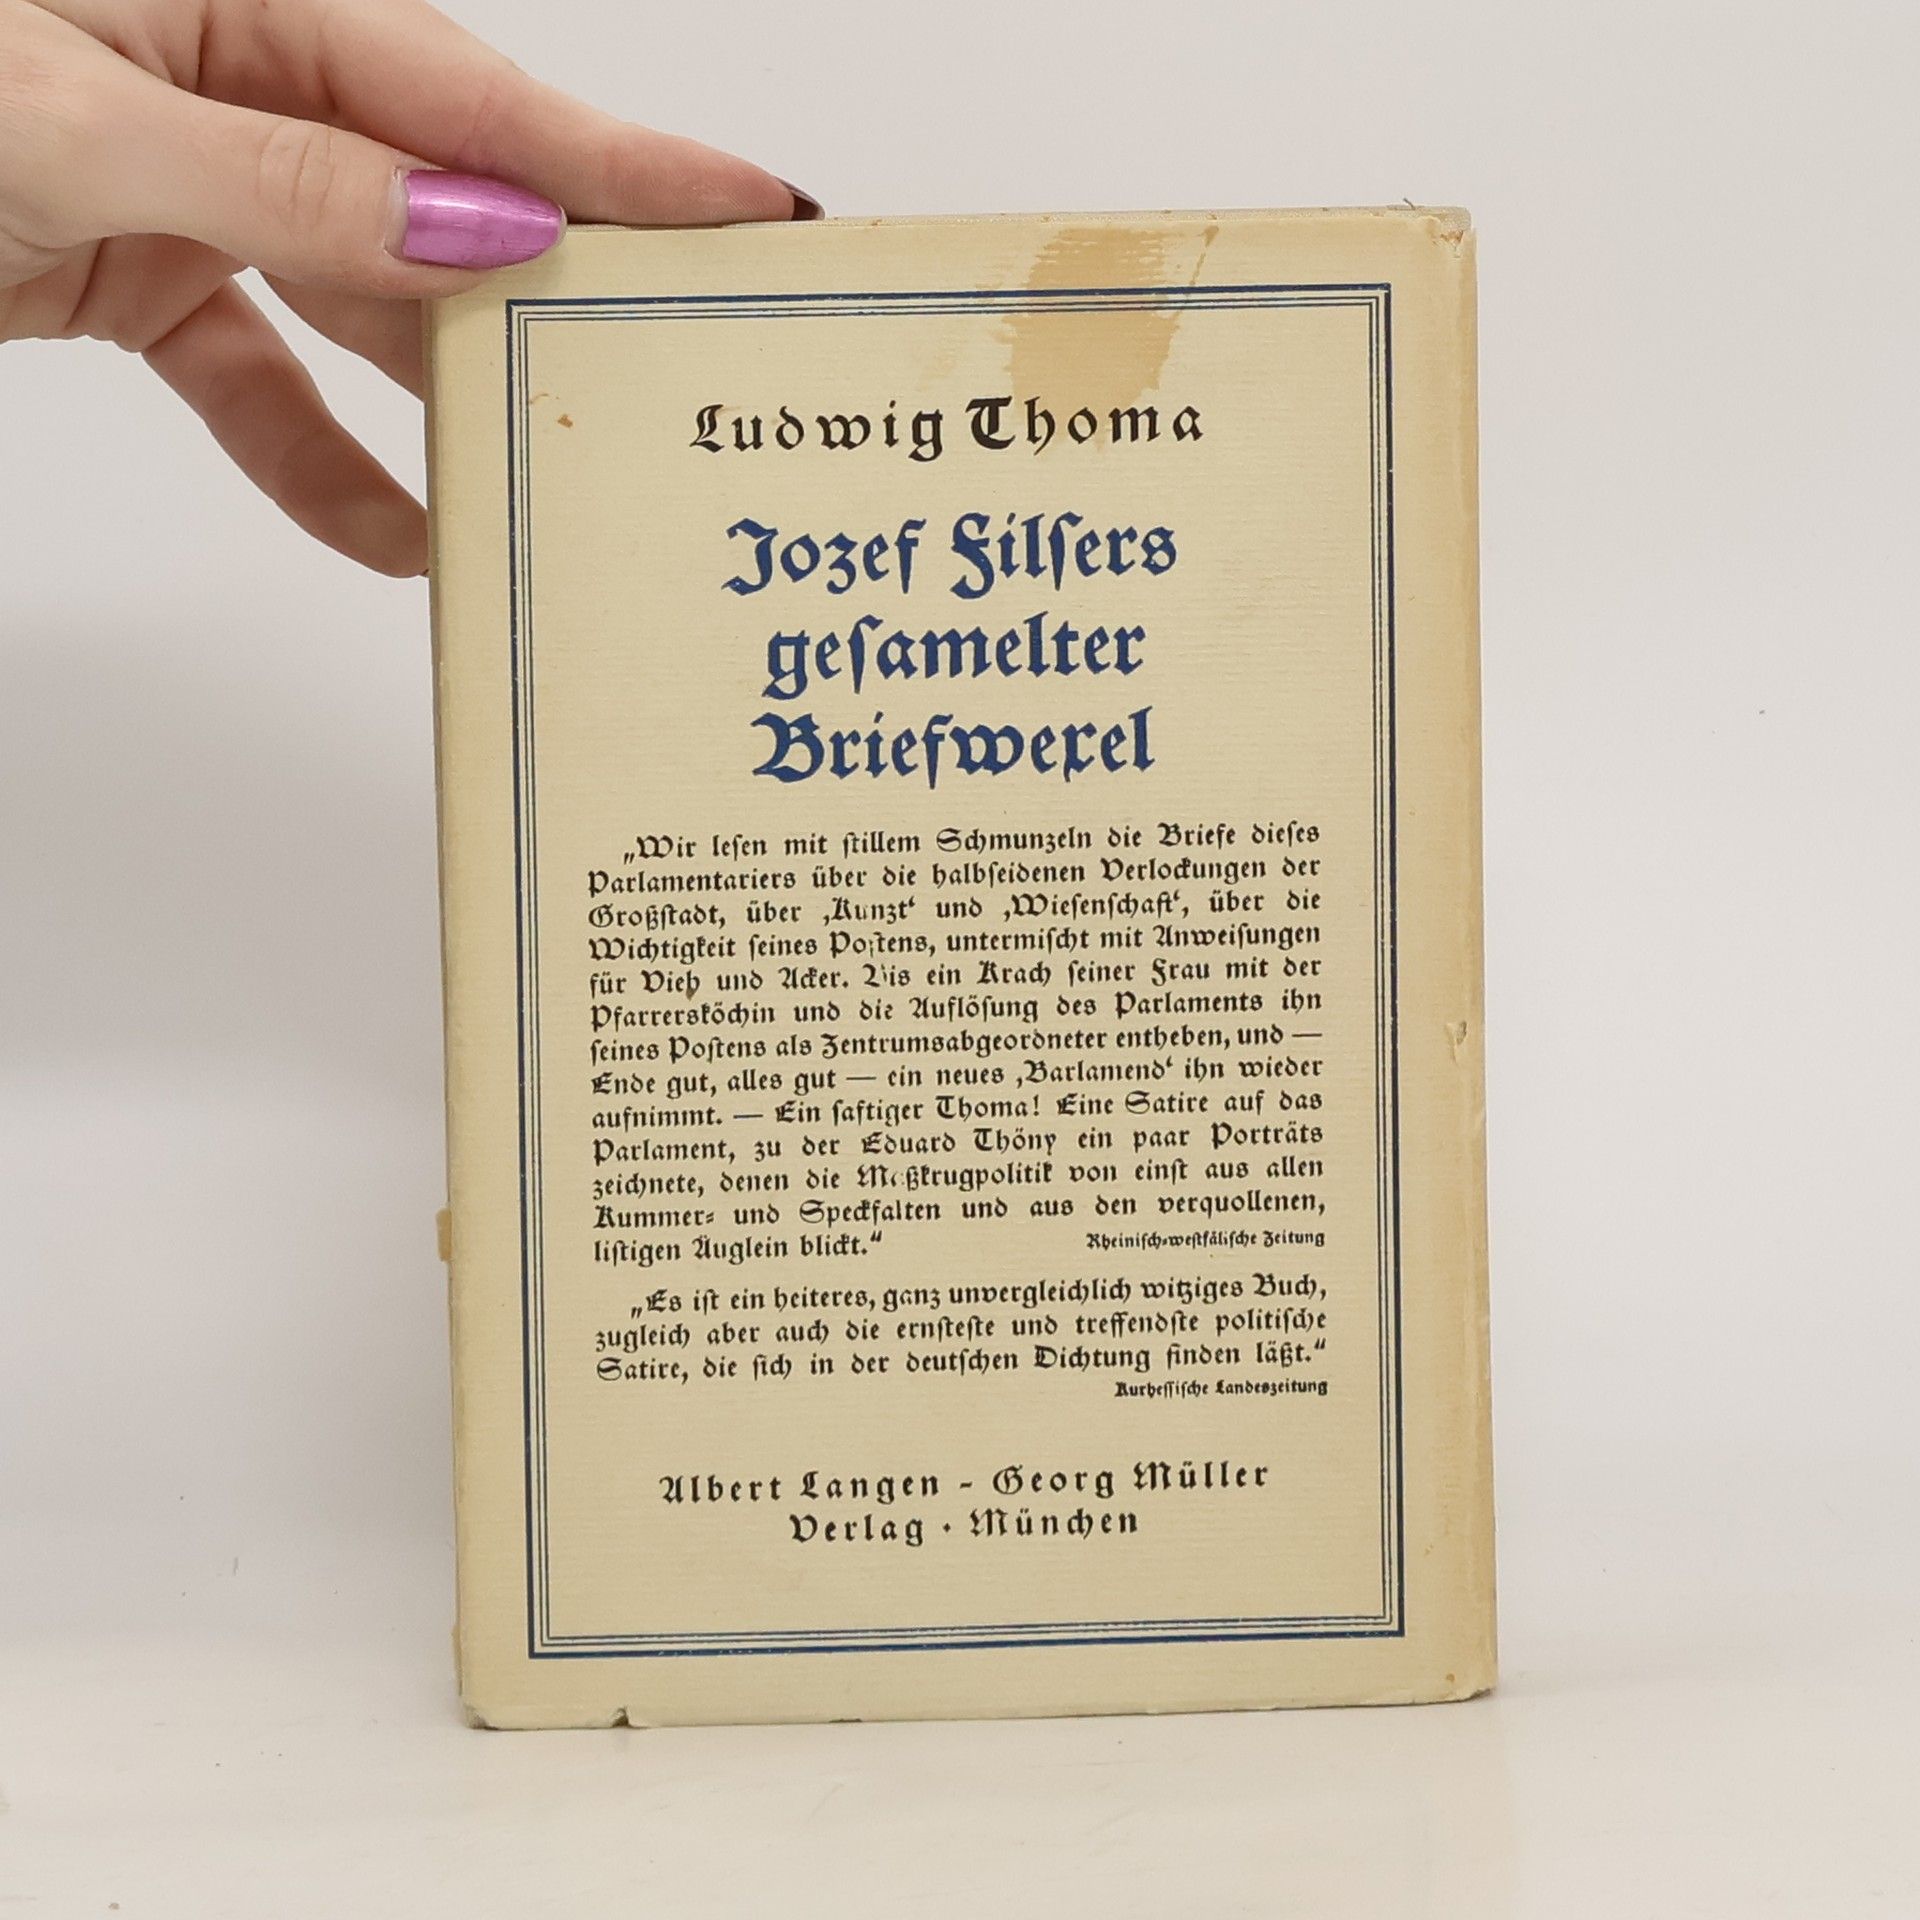 Ludwig Thoma
Jozef Filſers
geſamelter
Briefwexel
„Wir leſen mit ſtillem Schmunzeln die Briefe dieſes
Parlamentariers über die halbſeidenen Verlockungen der
Großſtadt, über ‚Kunzt‘ und ‚Wieſenſchaft‘, über die
Wichtigkeit ſeines Poſtens, untermiſcht mit Anweiſungen
für Vieh und Acker. Bis ein Krach ſeiner Frau mit der
Pfarrersköchin und die Auflöſung des Parlaments ihn
ſeines Poſtens als Zentrumsabgeordneter entheben, und —
Ende gut, alles gut — ein neues ‚Barlamend‘ ihn wieder
aufnimmt. — Ein ſaftiger Thoma! Eine Satire auf das
Parlament, zu der Eduard Thöny ein paar Porträts
zeichnete, denen die Maßkrugpolitik von einſt aus allen
Kummer- und Speckfalten und aus den verquollenen,
liſtigen Äuglein blickt.“ Rheiniſch-weſtfäliſche Zeitung
„Es iſt ein heiteres, ganz unvergleichlich witziges Buch,
zugleich aber auch die ernſteſte und treffendſte politiſche
Satire, die ſich in der deutſchen Dichtung finden läßt.“
Kurheſſiſche Landeszeitung
Albert Langen - Georg Müller
Verlag · München